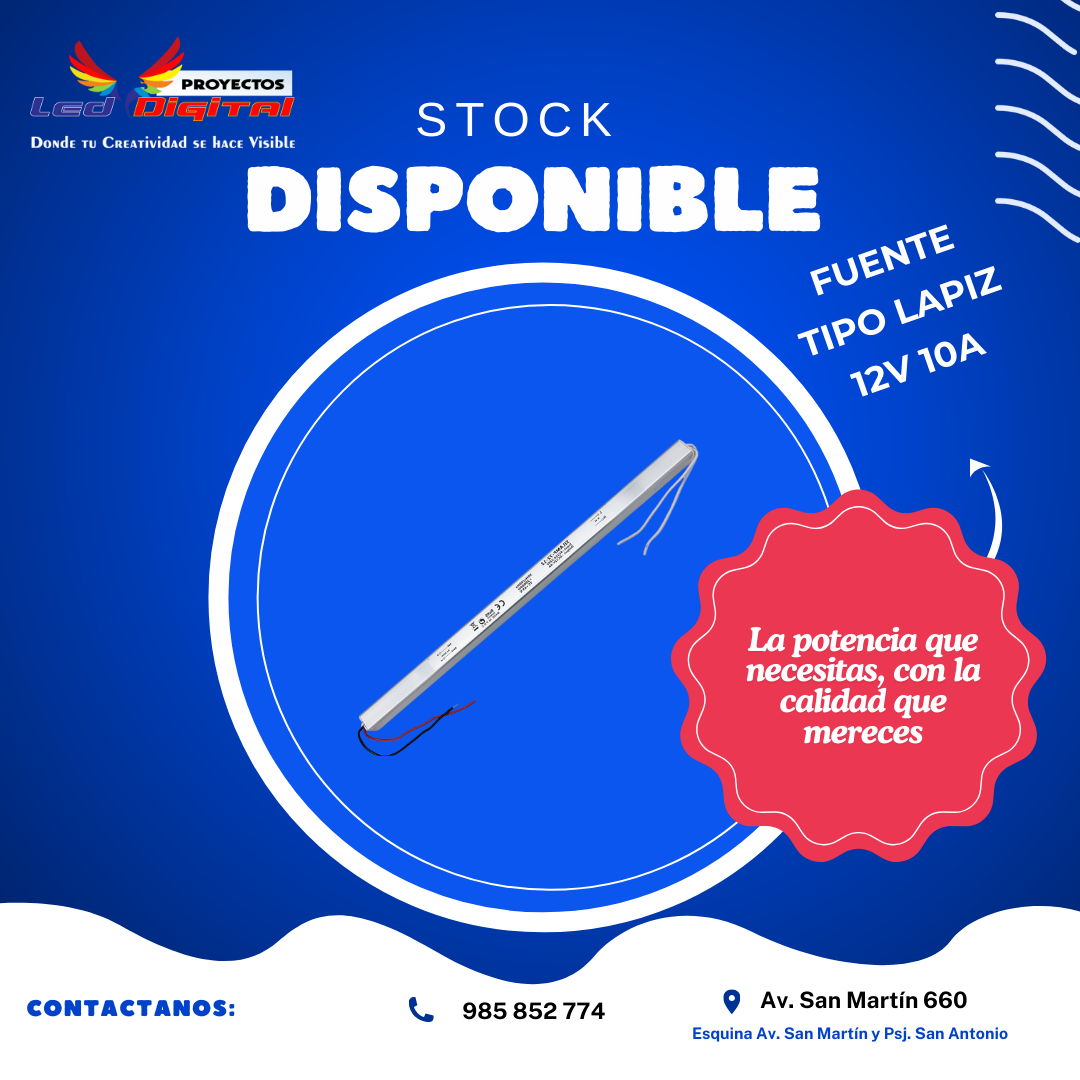 PROYECTOS
Led Digital
Donde tu Creatividad se hace Visible
STOCK
DISPONIBLE
FUENTE
TIPO LAPIZ
12V 10A
La potencia que
necesitas, con la
calidad que
mereces
CONTACTANOS:
985 852 774
Av. San Martín 660
Esquina Av. San Martín y Psj. San Antonio